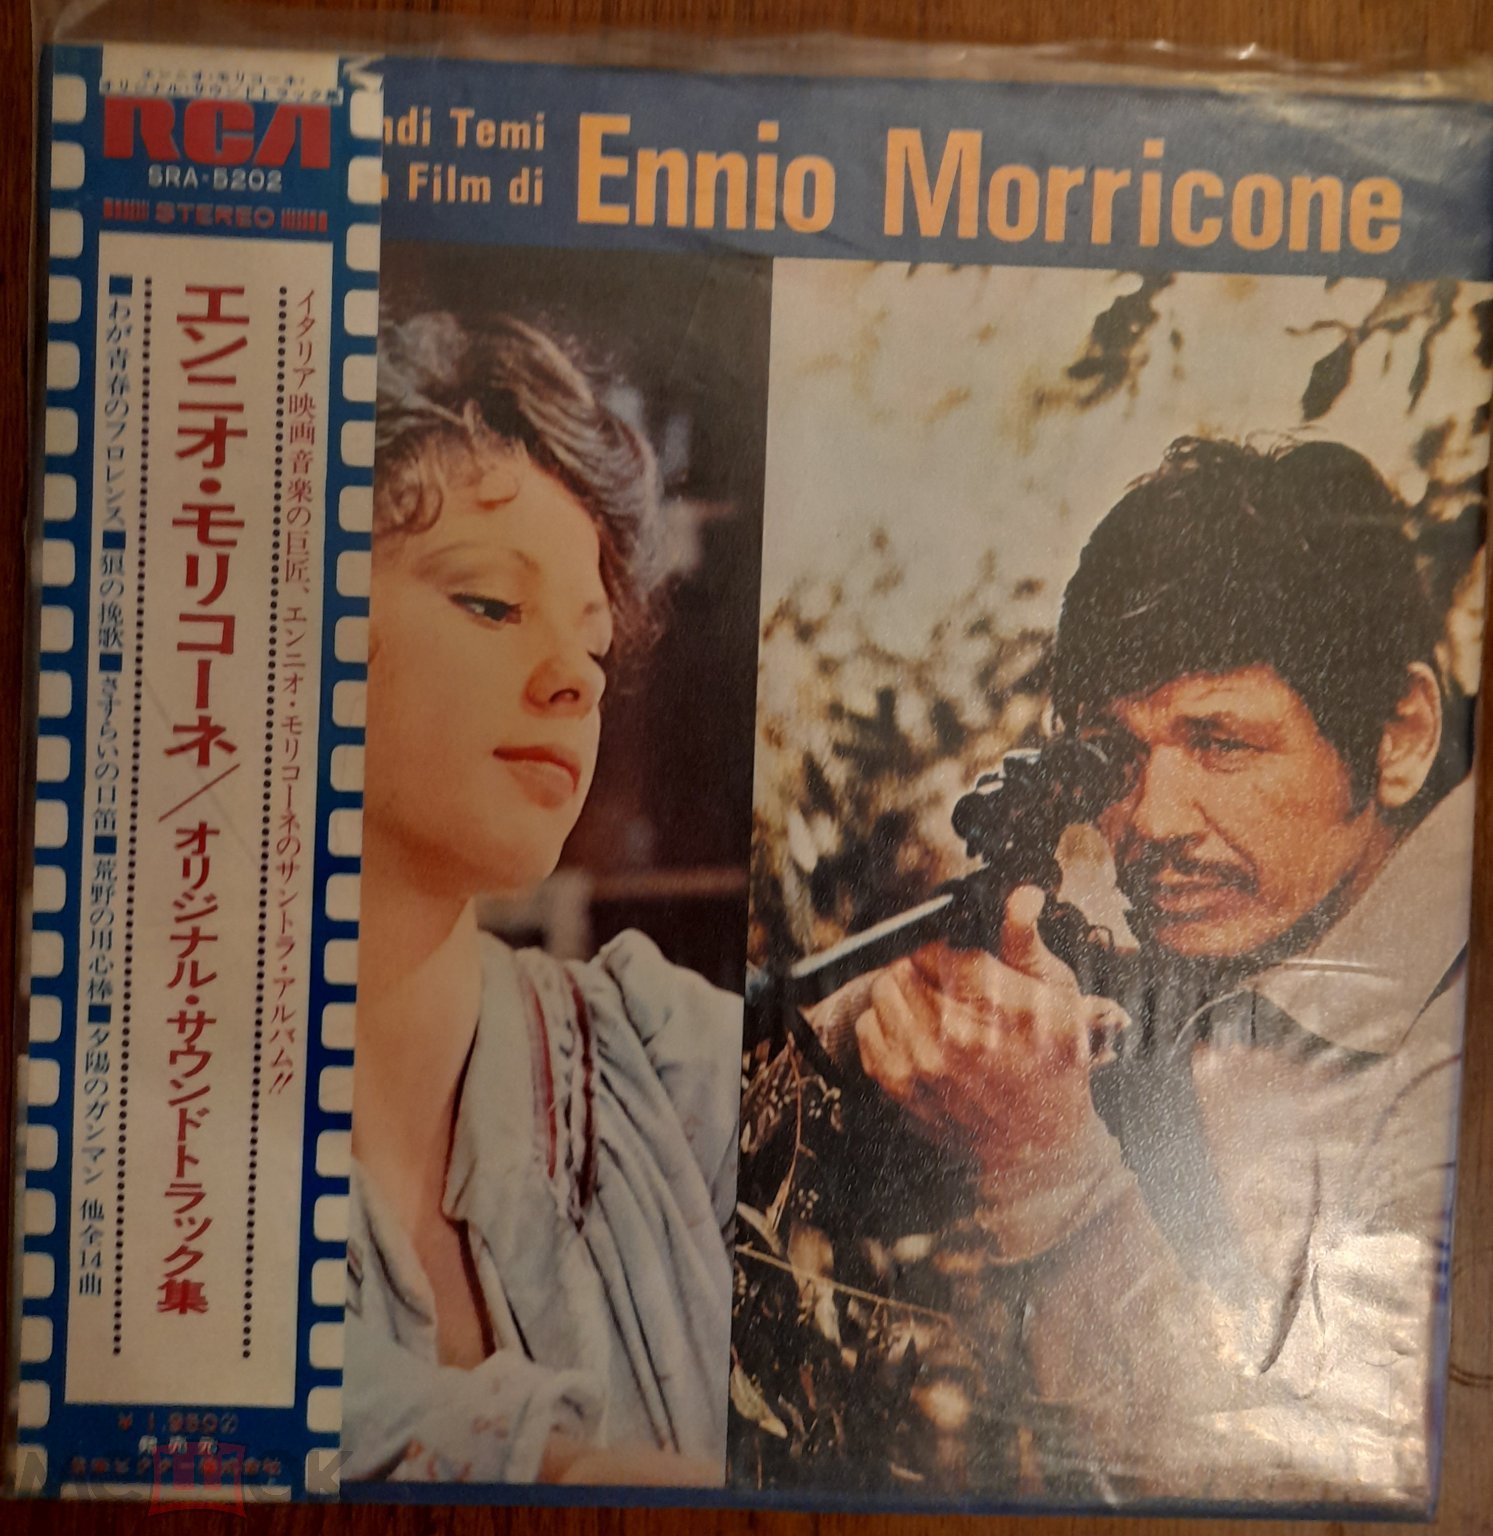 エンニオ・モリコーネ・
オリジナル・サウンドトラック集
RCA
SRA-5202
STEREO
イタリア映画音楽の巨匠、エンニオ・モリコーネのサントラ・アルバム!!
エンニオ・モリコーネ／オリジナル・サウンドトラック集
■わが青春のフロレンス■狼の挽歌■さすらいの口笛■荒野の用心棒■夕陽のガンマン 他全14曲
発売元
ndi Temi
Film di
Ennio Morricone